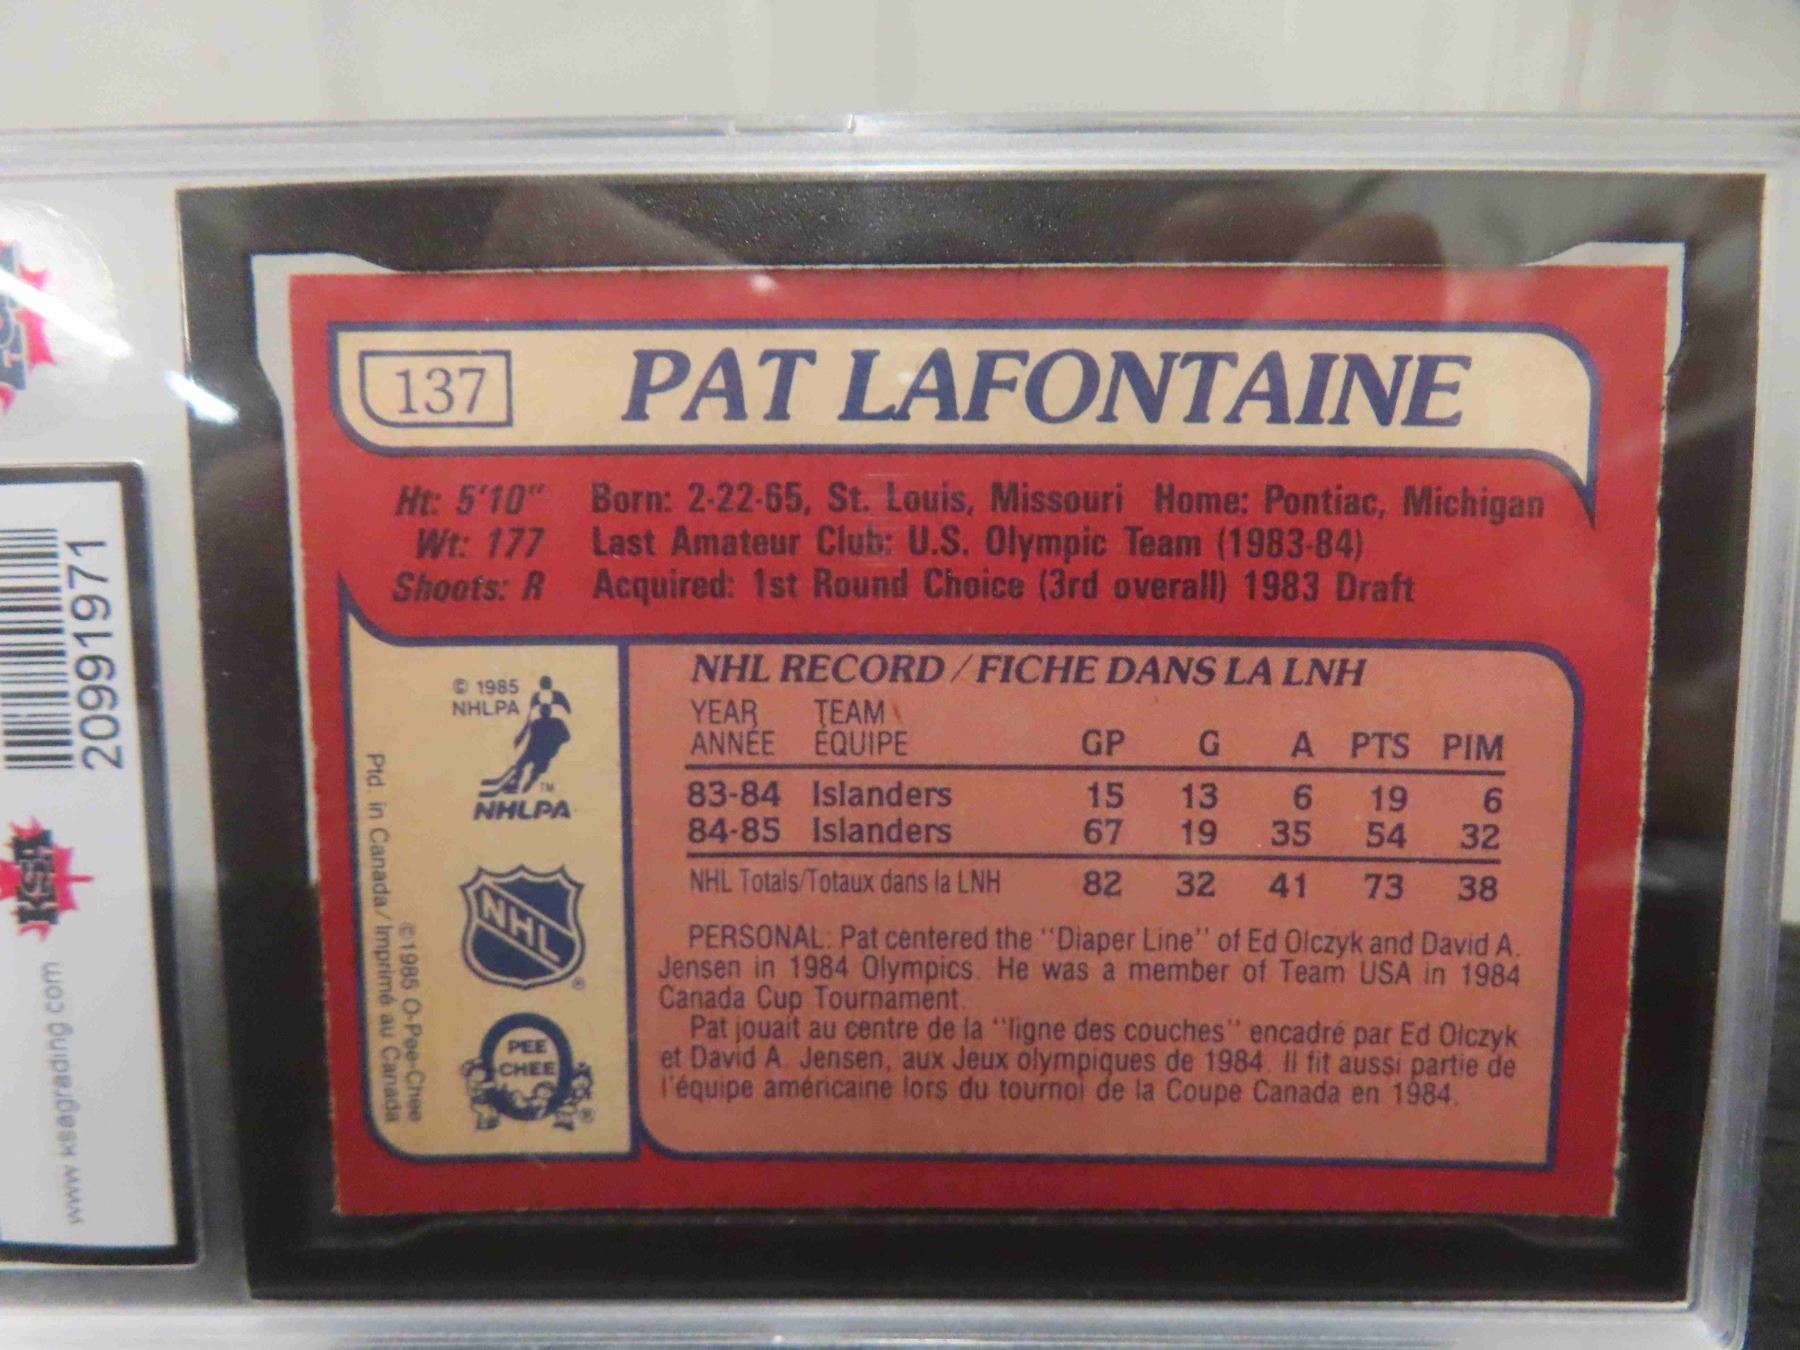 137
PAT LAFONTAINE
Ht: 5'10" Born: 2-22-65, St. Louis, Missouri Home: Pontiac, Michigan
Wt: 177 Last Amateur Club: U.S. Olympic Team (1983-84)
Shoots: R Acquired: 1st Round Choice (3rd overall) 1983 Draft
© 1985
NHLPA
TM
NHLPA
NHL
®
PEE
CHEE
®
©1985 O-Pee-Chee
Ptd. in Canada/Imprimé au Canada
NHL RECORD/FICHE DANS LA LNH
YEAR TEAM
ANNÉE ÉQUIPE GP G A PTS PIM
83-84 Islanders 15 13 6 19 6
84-85 Islanders 67 19 35 54 32
NHL Totals/Totaux dans la LNH 82 32 41 73 38
PERSONAL: Pat centered the "Diaper Line" of Ed Olczyk and David A.
Jensen in 1984 Olympics. He was a member of Team USA in 1984
Canada Cup Tournament.
Pat jouait au centre de la "ligne des couches" encadré par Ed Olczyk
et David A. Jensen, aux Jeux olympiques de 1984. Il fit aussi partie de
l'équipe américaine lors du tournoi de la Coupe Canada en 1984.
20991971
KSA
www.ksagrading.com